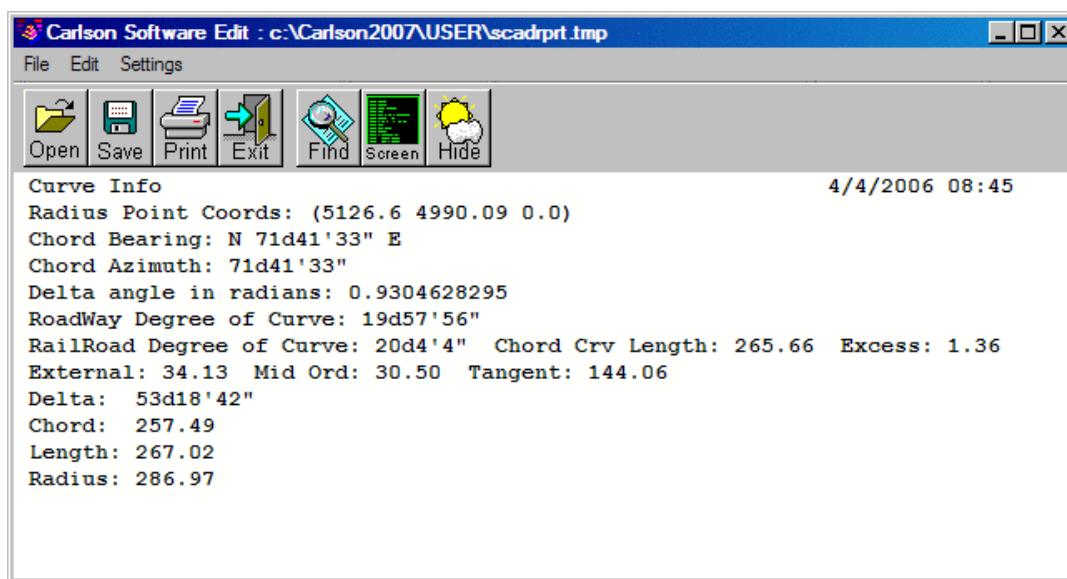 Carlson Software Edit : c:\Carlson2007\USER\scadrprt.tmp
File Edit Settings
Open Save Print Exit Find Screen Hide
Curve Info 4/4/2006 08:45
Radius Point Coords: (5126.6 4990.09 0.0)
Chord Bearing: N 71d41'33" E
Chord Azimuth: 71d41'33"
Delta angle in radians: 0.9304628295
RoadWay Degree of Curve: 19d57'56"
RailRoad Degree of Curve: 20d4'4" Chord Crv Length: 265.66 Excess: 1.36
External: 34.13 Mid Ord: 30.50 Tangent: 144.06
Delta: 53d18'42"
Chord: 257.49
Length: 267.02
Radius: 286.97